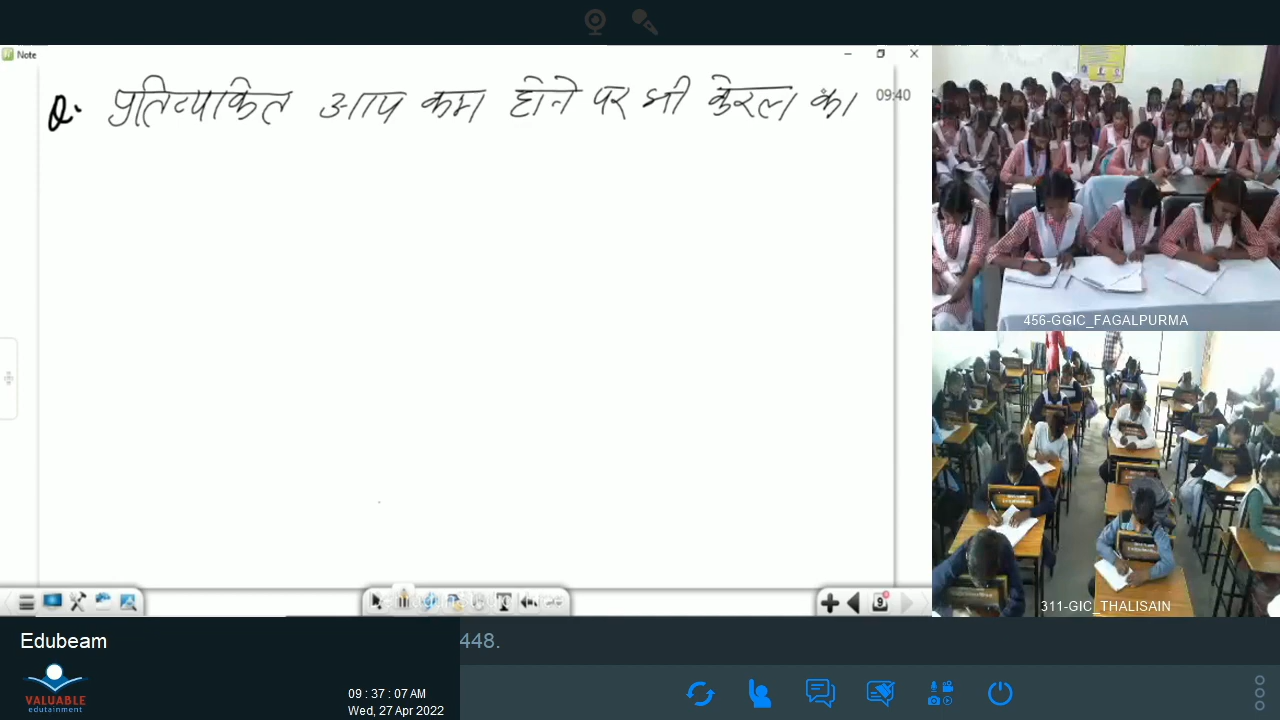 Note
Q. प्रतिव्यकित आय कम होने पर भी केरल का
09:40
456-GGIC_FAGALPURMA
311-GIC_THALISAIN
9
Edubeam
448.
VALUABLE
edutainment
09 : 37 : 07 AM
Wed, 27 Apr 2022